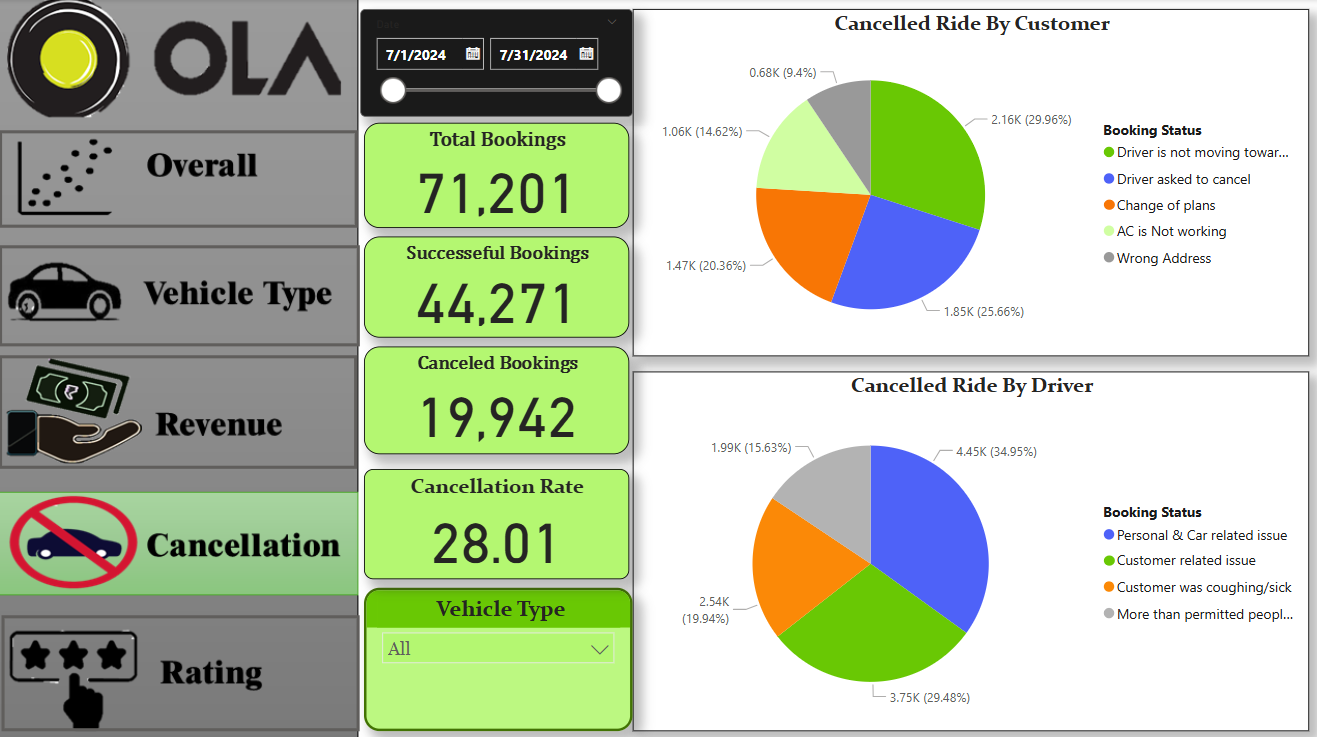 OLA
Overall
Vehicle Type
Revenue
Cancellation
Rating
Date
7/1/2024
7/31/2024
Total Bookings
71,201
Successeful Bookings
44,271
Canceled Bookings
19,942
Cancellation Rate
28.01
Vehicle Type
All
Cancelled Ride By Customer
0.68K (9.4%)
2.16K (29.96%)
1.06K (14.62%)
1.47K (20.36%)
1.85K (25.66%)
Booking Status
Driver is not moving towar...
Driver asked to cancel
Change of plans
AC is Not working
Wrong Address
Cancelled Ride By Driver
1.99K (15.63%)
4.45K (34.95%)
2.54K
(19.94%)
3.75K (29.48%)
Booking Status
Personal & Car related issue
Customer related issue
Customer was coughing/sick
More than permitted peopl...